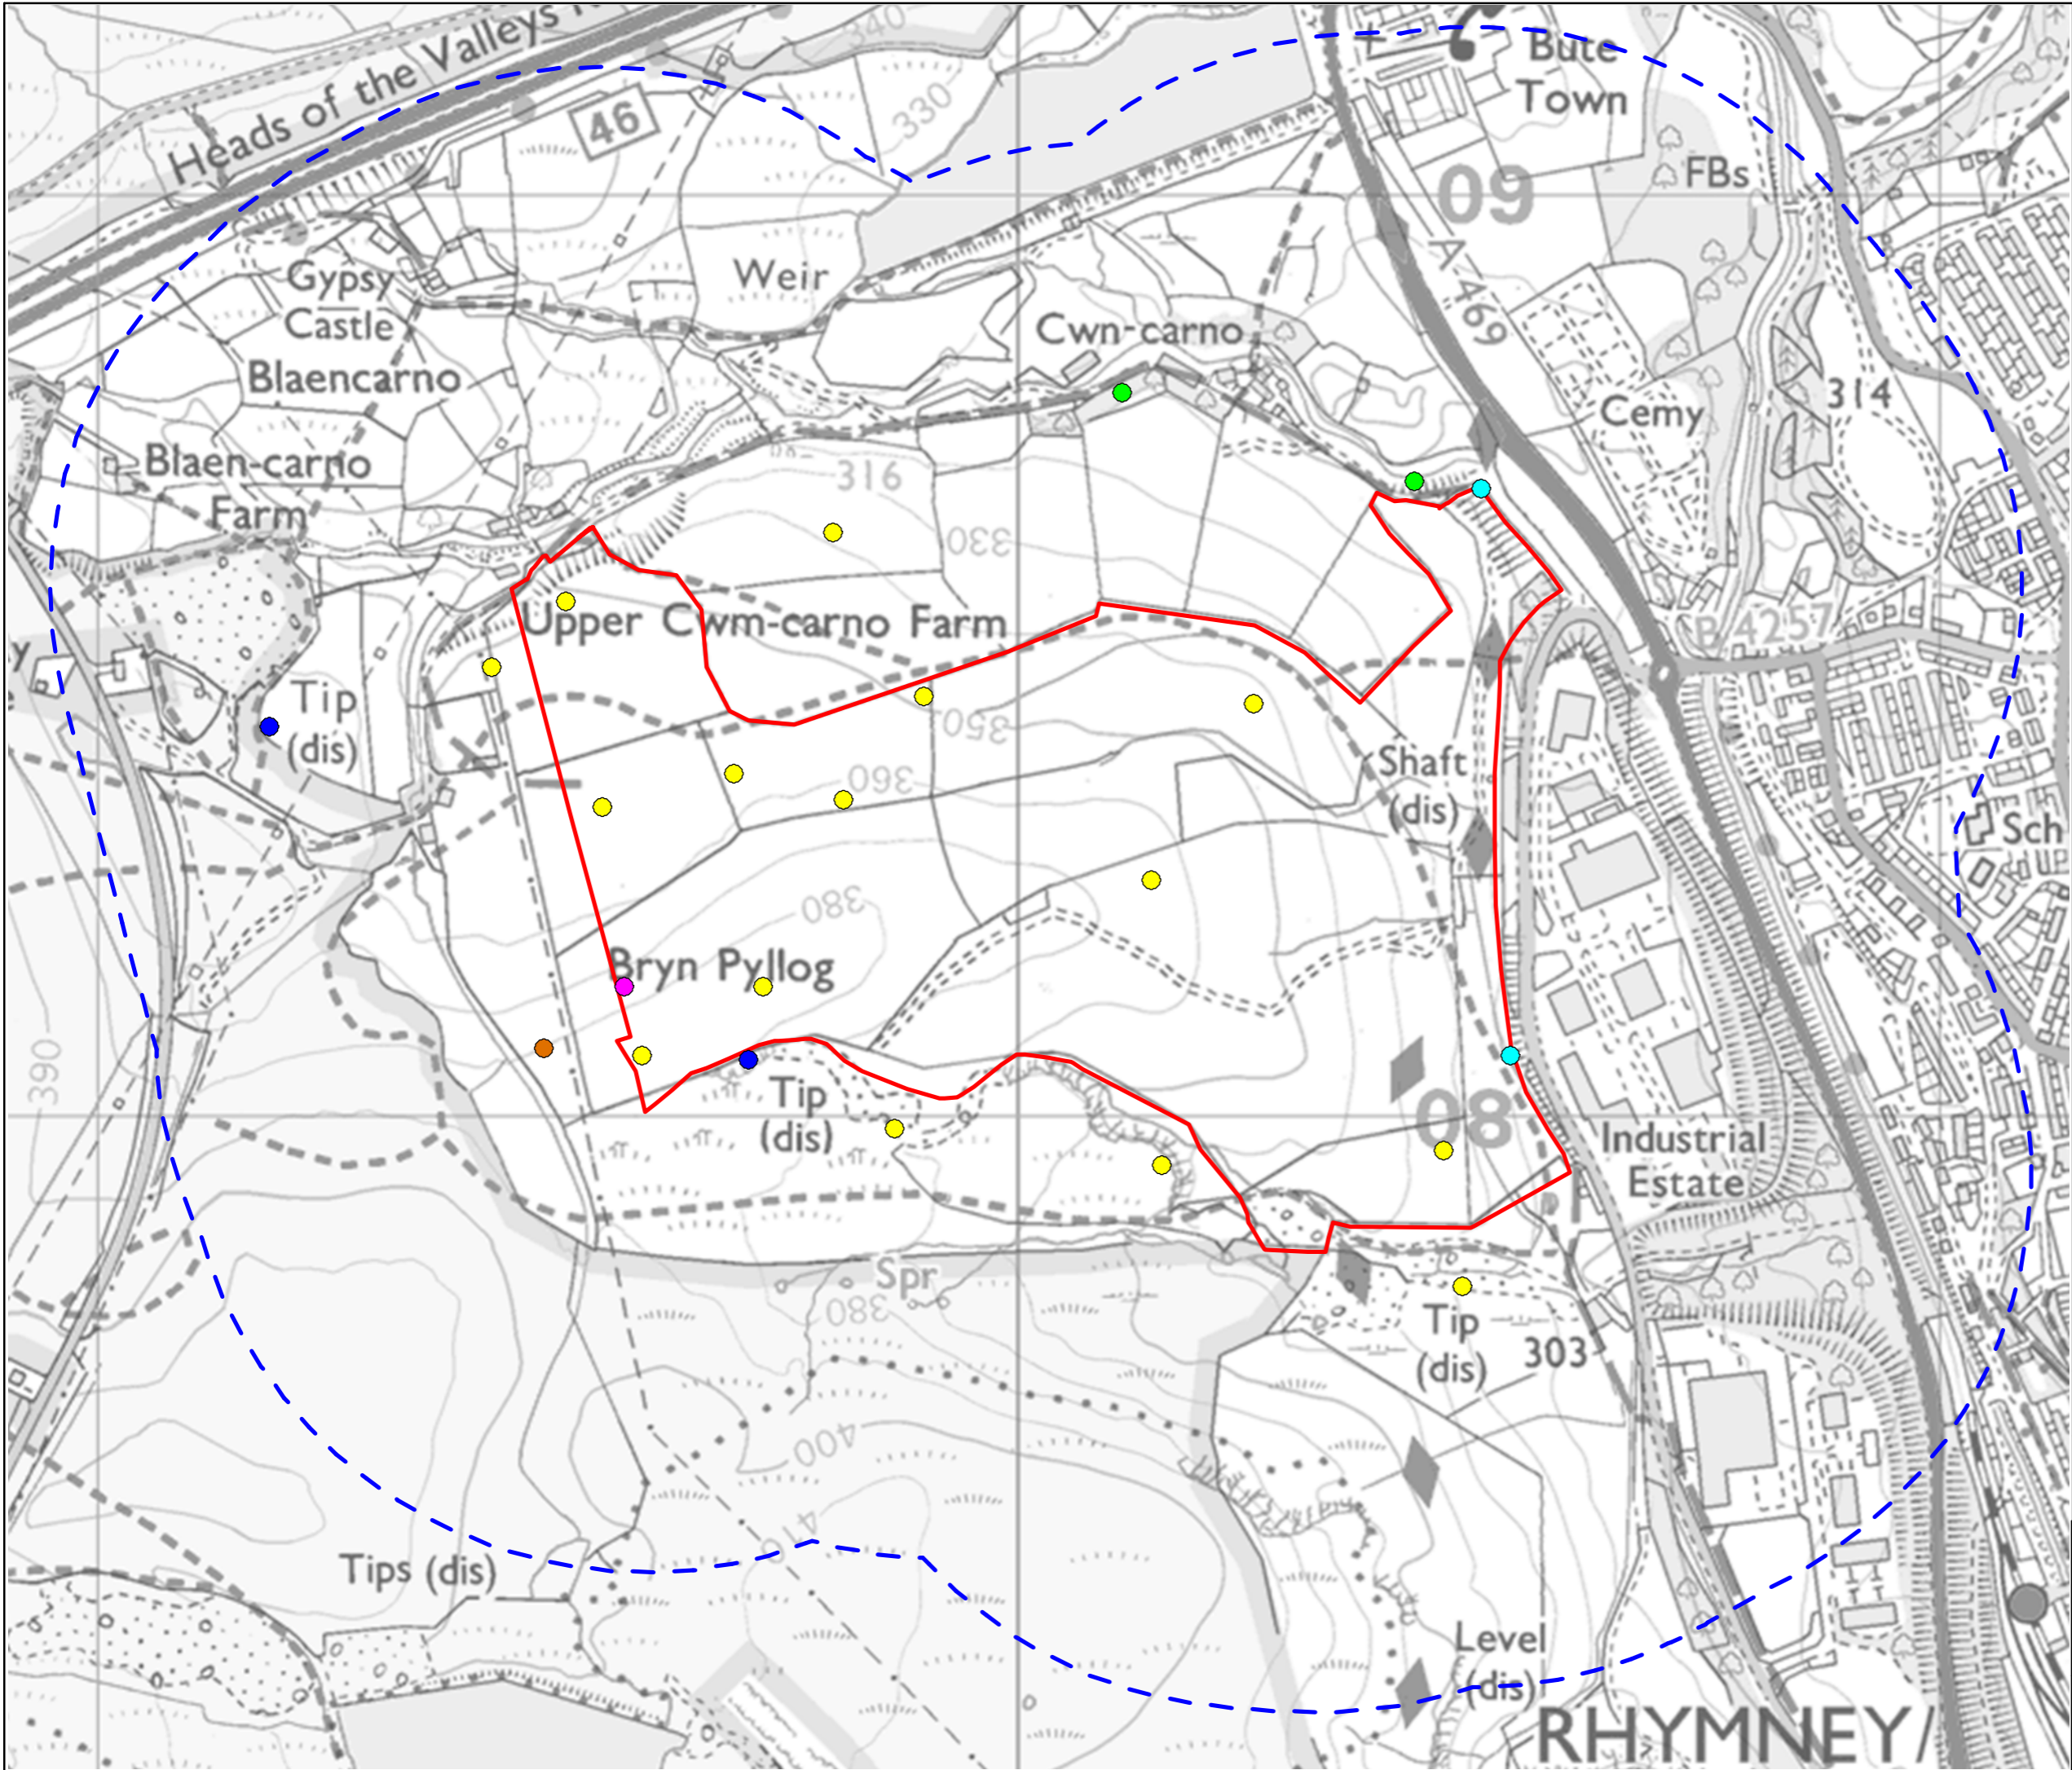 Heads of the Valleys
340
Bute
Town
46
330
FBs
09
Gypsy
Castle
Weir
A 469
Cwn-carno
Blaencarno
314
Cemy
Blaen-carno
Farm
316
330
Upper Cwm-carno Farm
B 4257
y
Tip
(dis)
350
Shaft
(dis)
360
Sch
380
Bryn Pyllog
390
Tip
(dis)
08
Industrial
Estate
Spr
380
Tip
(dis)
303
400
410
Tips (dis)
Level
(dis)
RHYMNEY/